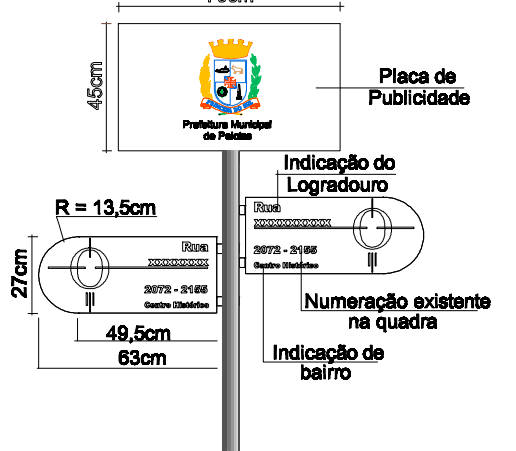 45cm
Prefeitura Municipal
de Pelotas
Placa de
Publicidade
Indicação do
Logradouro
R = 13,5cm
Rua
XXXXXXXXXX
2072 - 2155
Centro Histórico
Rua
XXXXXXXX
2072 - 2155
Centro Histórico
27cm
Numeração existente
na quadra
49,5cm
63cm
Indicação de
bairro